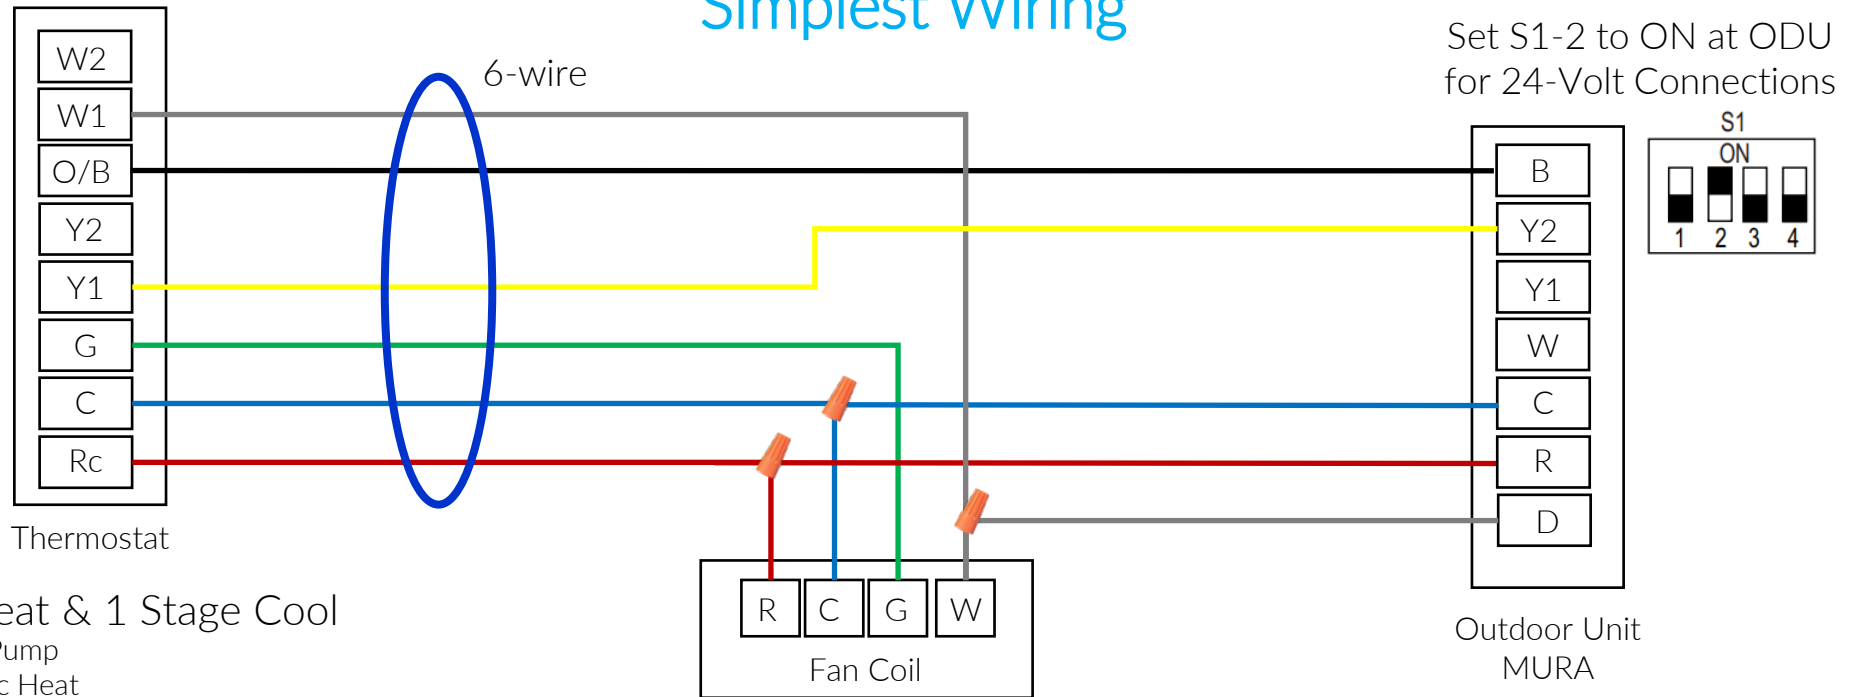 Simplest Wiring
6-wire
Set S1-2 to ON at ODU
for 24-Volt Connections
W2
W1
O/B
Y2
Y1
G
C
Rc
Thermostat
B
Y2
Y1
W
C
R
D
S1
ON
1 2 3 4
eat & 1 Stage Cool
Pump
c Heat
R C G W
Fan Coil
Outdoor Unit
MURA